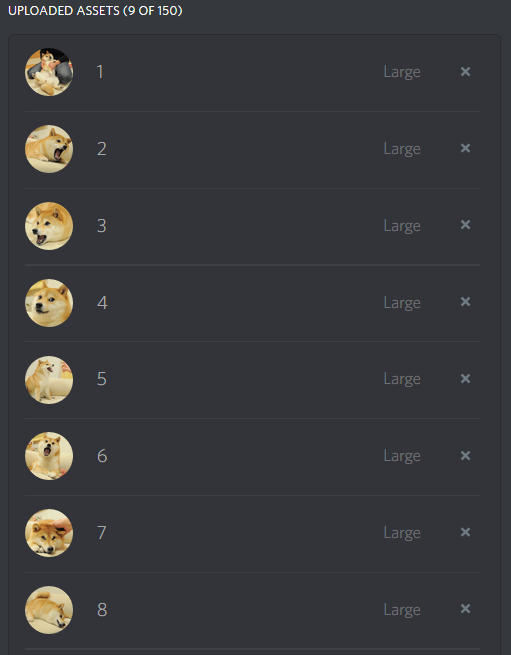 UPLOADED ASSETS (9 OF 150)
1 Large ×
2 Large ×
3 Large ×
4 Large ×
5 Large ×
6 Large ×
7 Large ×
8 Large ×